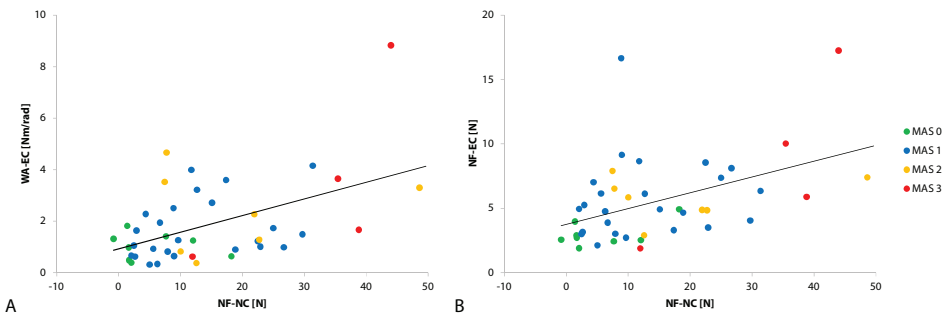 10
8
6
4
2
0
WA-EC [Nm/rad]
-10 0 10 20 30 40 50
NF-NC [N]
A
20
15
10
5
0
NF-EC [N]
-10 0 10 20 30 40 50
NF-NC [N]
B
MAS 0
MAS 1
MAS 2
MAS 3